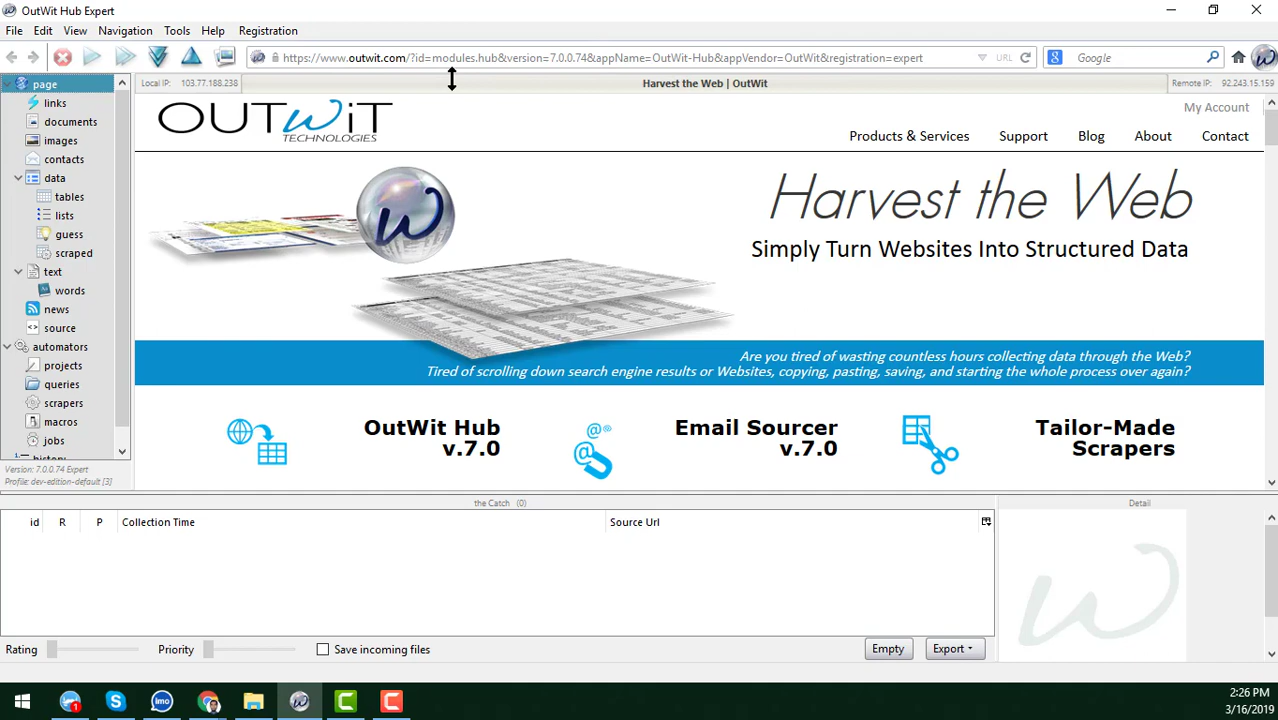 OutWit Hub Expert
File Edit View Navigation Tools Help Registration
https://www.outwit.com/?id=modules.hub&version=7.0.0.74&appName=OutWit-Hub&appVendor=OutWit&registration=expert URL Google
page Local IP: 103.77.188.238 Harvest the Web | OutWit Remote IP: 92.243.15.159
links
documents
images
contacts
data
tables
lists
guess
scraped
text
words
news
source
automators
projects
queries
scrapers
macros
jobs
Version: 7.0.0.74 Expert
Profile: dev-edition-default [3]
OUTWiT
TECHNOLOGIES
My Account
Products & Services Support Blog About Contact
w
Harvest the Web
Simply Turn Websites Into Structured Data
Are you tired of wasting countless hours collecting data through the Web?
Tired of scrolling down search engine results or Websites, copying, pasting, saving, and starting the whole process over again?
OutWit Hub
v.7.0
Email Sourcer
v.7.0
Tailor-Made
Scrapers
the Catch (0) Detail
id R P Collection Time Source Url
Rating Priority Save incoming files Empty Export
2:26 PM
3/16/2019